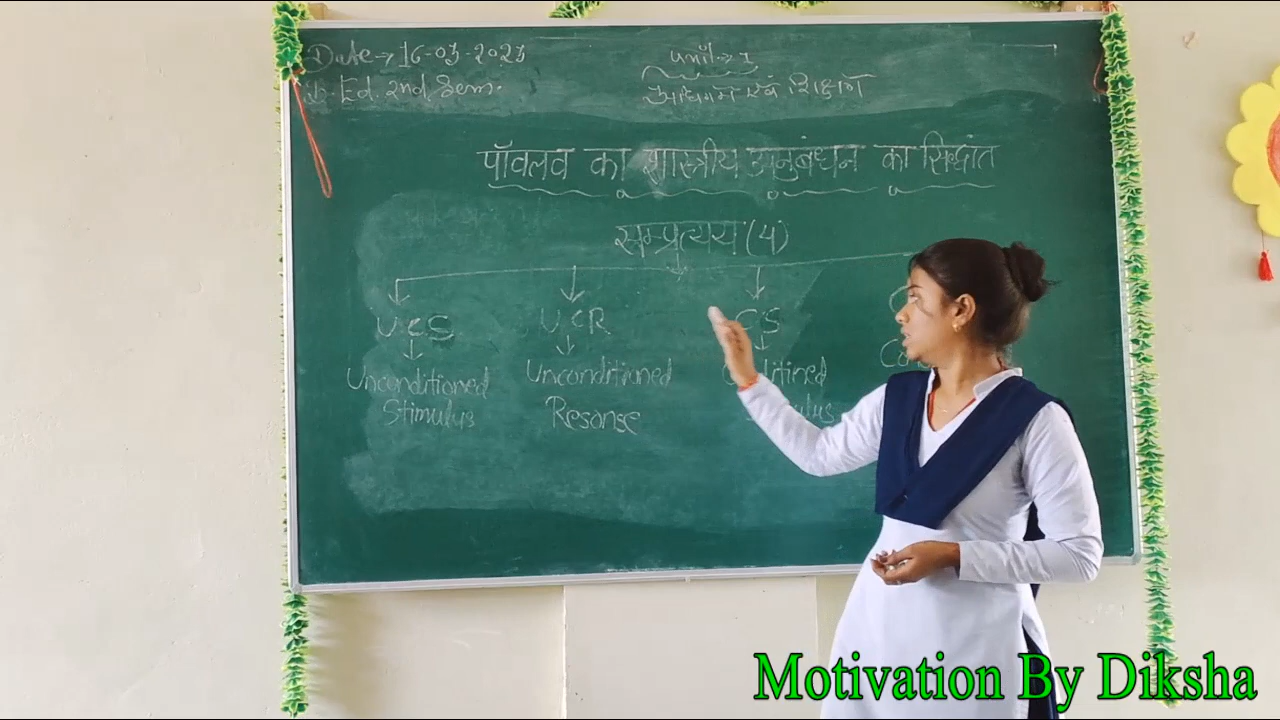 Date → 16-03-2023
B.Ed. 2nd Sem.
Unit → 1
अधिगम एवं शिक्षण
पॉवलव का शास्त्रीय अनुबंधन का सिद्धांत
सम्प्रत्यय (4)
UCS UCR CS
Unconditioned Unconditioned
Stimulus Resonse
Motivation By Diksha